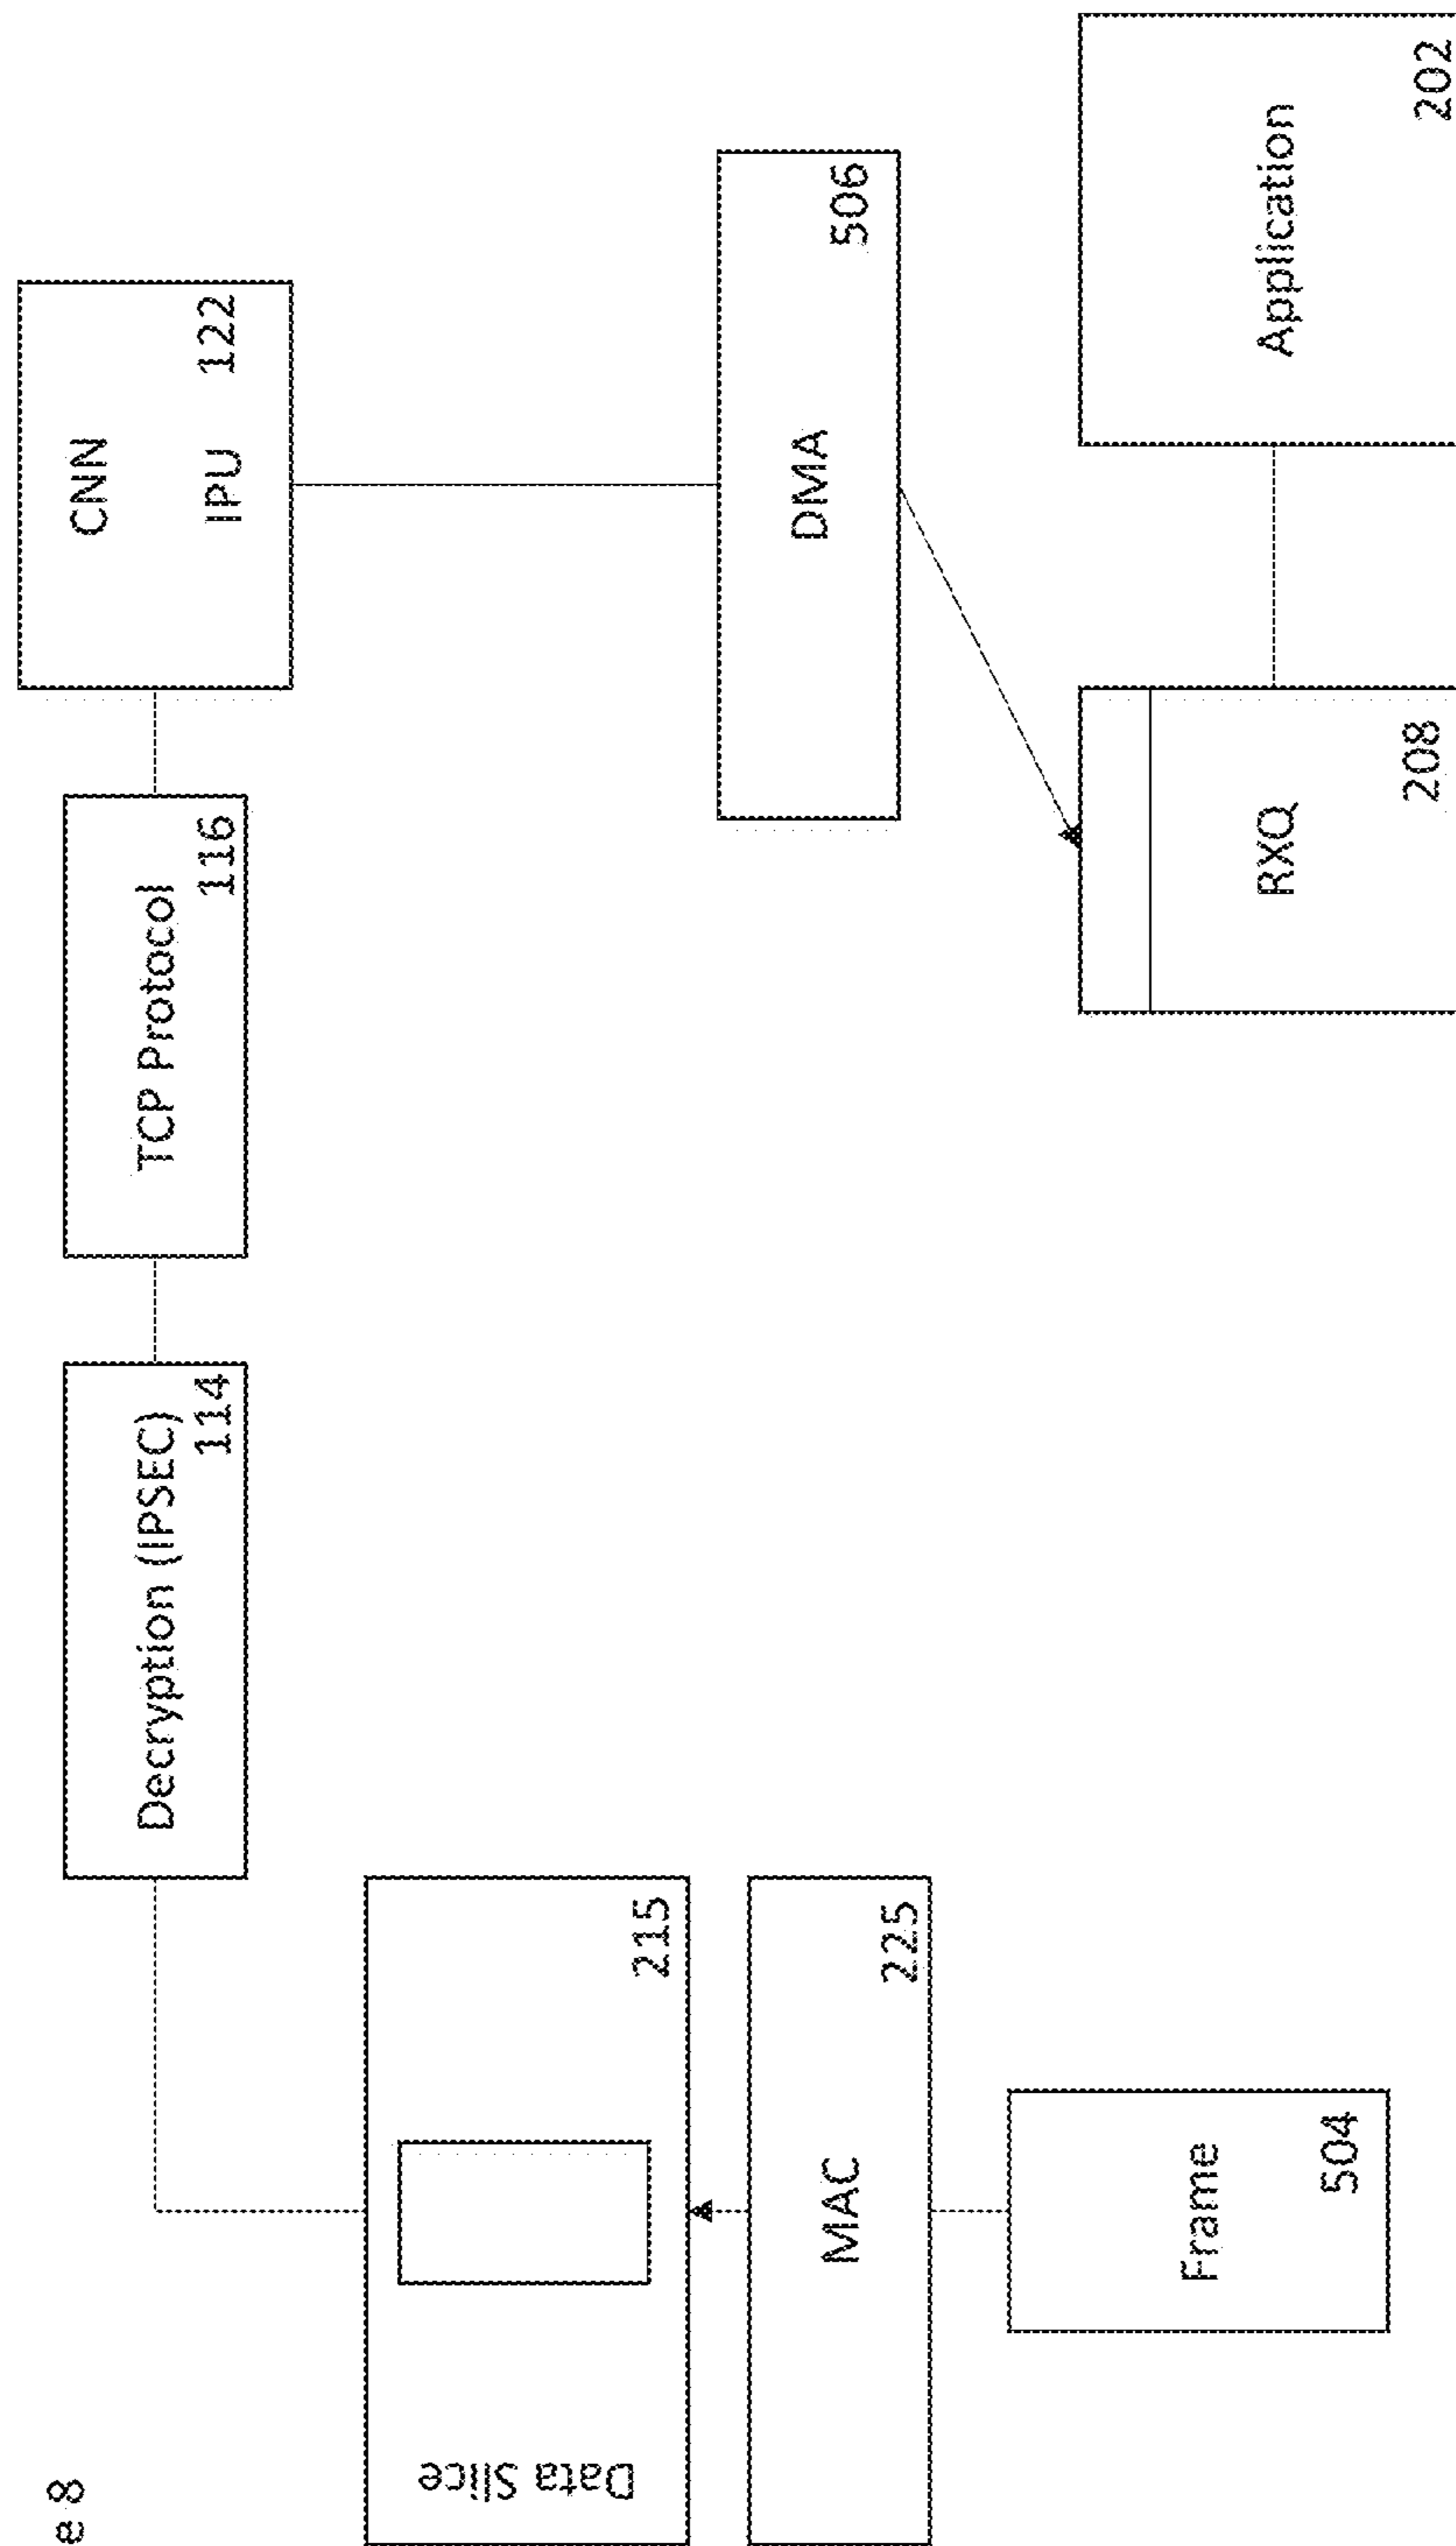 e 8
Decryption (IPSEC)
114
TCP Protocol
116
CNN
IPU 122
Data Slice
215
MAC
225
DMA
506
Frame
504
RXQ
208
Application
202